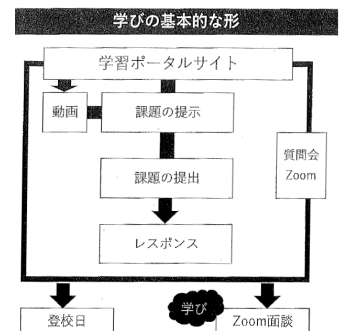 学びの基本的な形
学習ポータルサイト
動画
課題の提示
質問会
Zoom
課題の提出
レスポンス
学び
登校日
Zoom面談